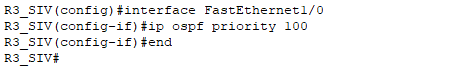 R3_SIV(config)#interface FastEthernet1/0
R3_SIV(config-if)#ip ospf priority 100
R3_SIV(config-if)#end
R3_SIV#